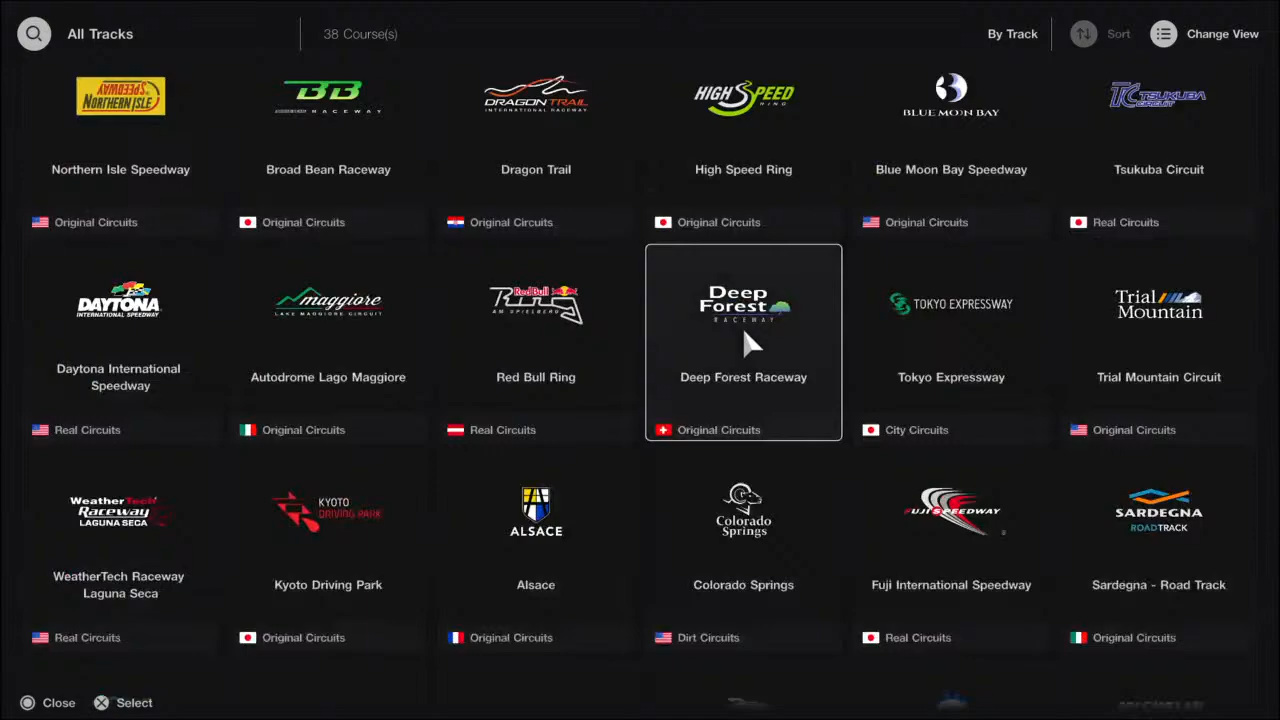 All Tracks
38 Course(s)
By Track
Sort
Change View
NORTHERN ISLE
SPEEDWAY
BB
RACEWAY
DRAGON TRAIL
INTERNATIONAL RACEWAY
HIGH SPEED
RING
BLUE MOON BAY
TC TSUKUBA
CIRCUIT
Northern Isle Speedway
Broad Bean Raceway
Dragon Trail
High Speed Ring
Blue Moon Bay Speedway
Tsukuba Circuit
Original Circuits
Original Circuits
Original Circuits
Original Circuits
Original Circuits
Real Circuits
DAYTONA
INTERNATIONAL SPEEDWAY
maggiore
LAKE MAGGIORE CIRCUIT
Red Bull
Ring
AM SPIELBERG
Deep
Forest
RACEWAY
TOKYO EXPRESSWAY
Trial
Mountain
Daytona International
Speedway
Autodrome Lago Maggiore
Red Bull Ring
Deep Forest Raceway
Tokyo Expressway
Trial Mountain Circuit
Real Circuits
Original Circuits
Real Circuits
Original Circuits
City Circuits
Original Circuits
WeatherTech
Raceway
LAGUNA SECA
KYOTO
DRIVING PARK
ALSACE
Colorado
Springs
FUJI SPEEDWAY
SARDEGNA
ROAD TRACK
WeatherTech Raceway
Laguna Seca
Kyoto Driving Park
Alsace
Colorado Springs
Fuji International Speedway
Sardegna - Road Track
Real Circuits
Original Circuits
Original Circuits
Dirt Circuits
Real Circuits
Original Circuits
Close
Select